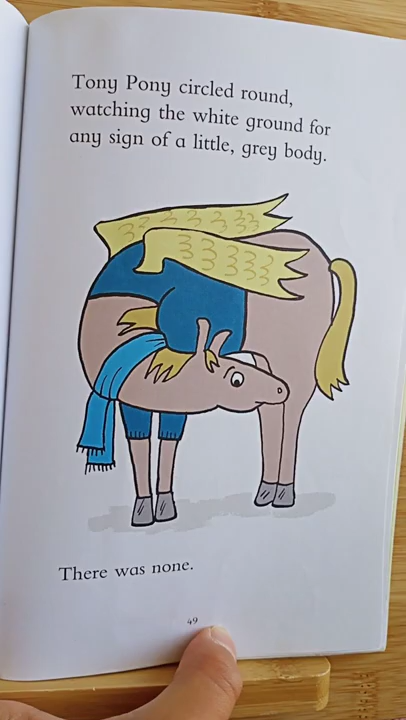 Tony Pony circled round,
watching the white ground for
any sign of a little, grey body.
There was none.
49